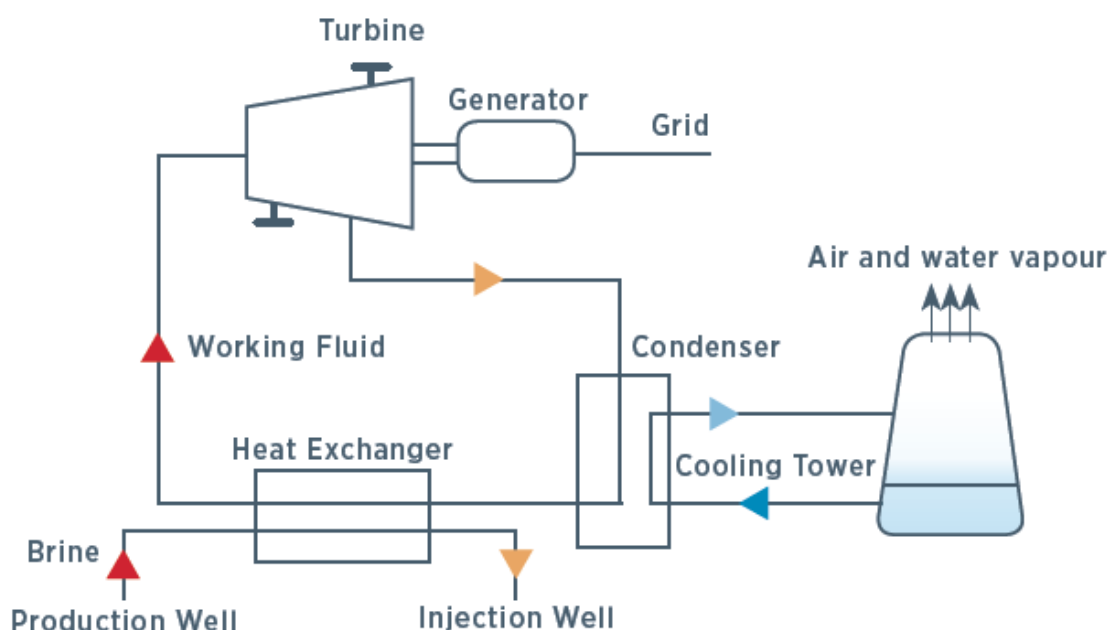 Turbine
Generator
Grid
Air and water vapour
Working Fluid
Condenser
Heat Exchanger
Cooling Tower
Brine
Production Well
Injection Well